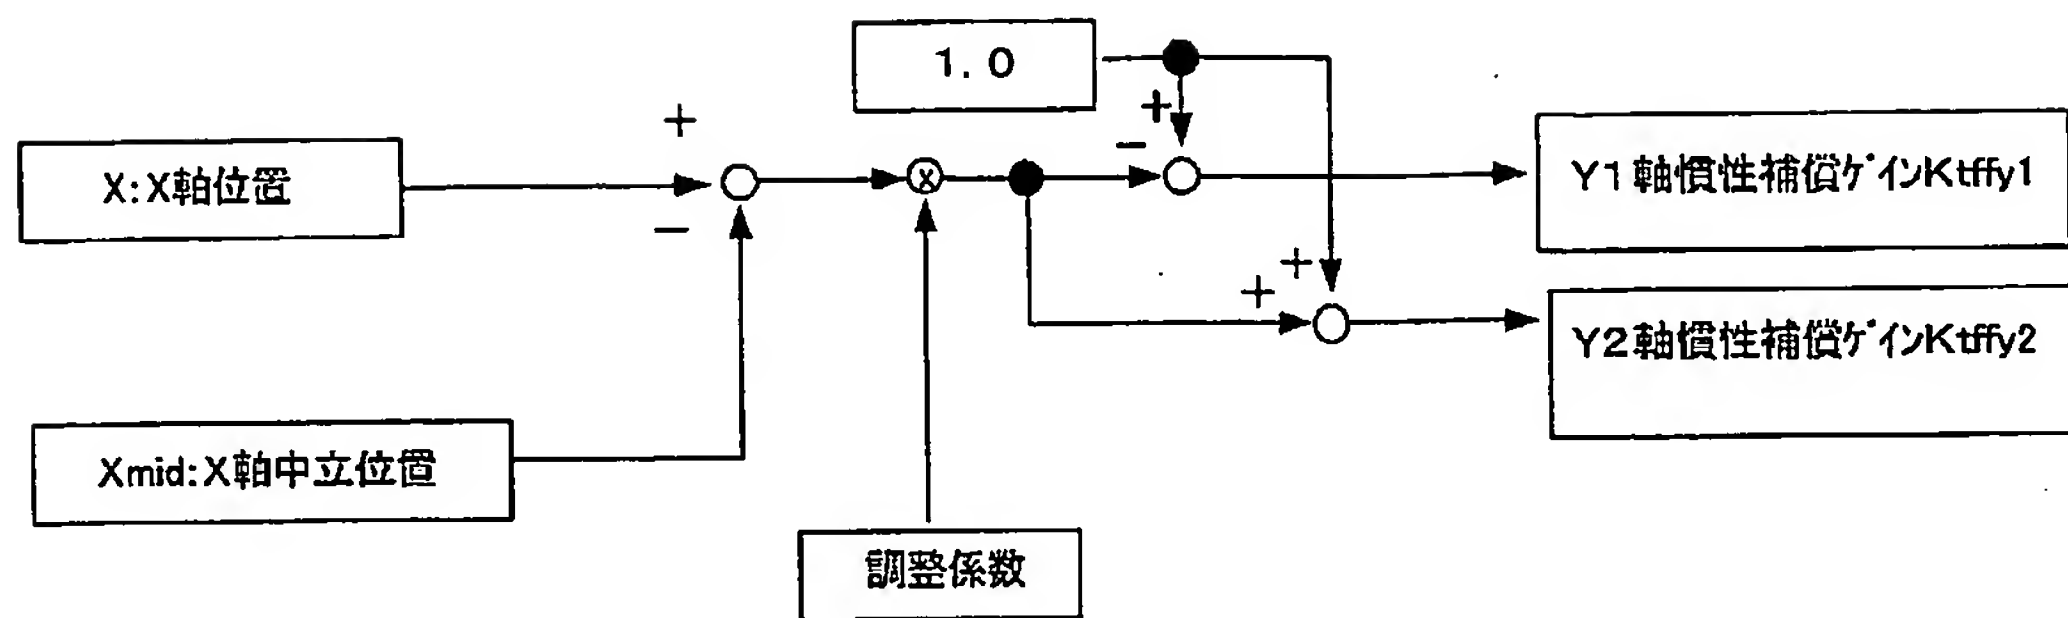 1.0
+
+
−
X:X軸位置
−
Y1軸慣性補償ゲインKtffy1
+
+
Y2軸慣性補償ゲインKtffy2
Xmid:X軸中立位置
x
調整係数